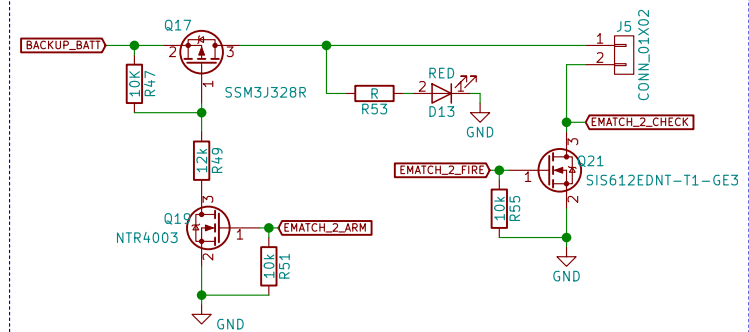 Q17
J5
CONN_01X02
BACKUP_BATT
2
3
1
1
2
10K
R47
SSM3J328R
R
R53
RED
2
1
D13
GND
EMATCH_2_CHECK
3
12k
R49
EMATCH_2_FIRE
1
Q21
SIS612EDNT-T1-GE3
2
10k
R55
GND
3
Q19
NTR4003
1
2
EMATCH_2_ARM
10k
R51
GND